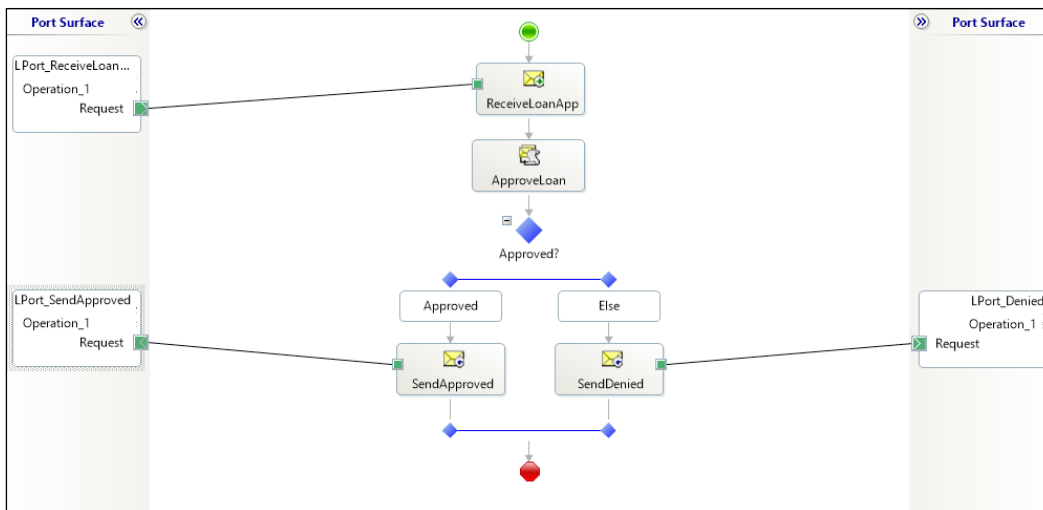 Port Surface
Port Surface
LPort_ReceiveLoan...
Operation_1
Request
ReceiveLoanApp
ApproveLoan
Approved?
LPort_SendApproved
Operation_1
Request
Approved
Else
LPort_Denied
Operation_1
Request
SendApproved
SendDenied